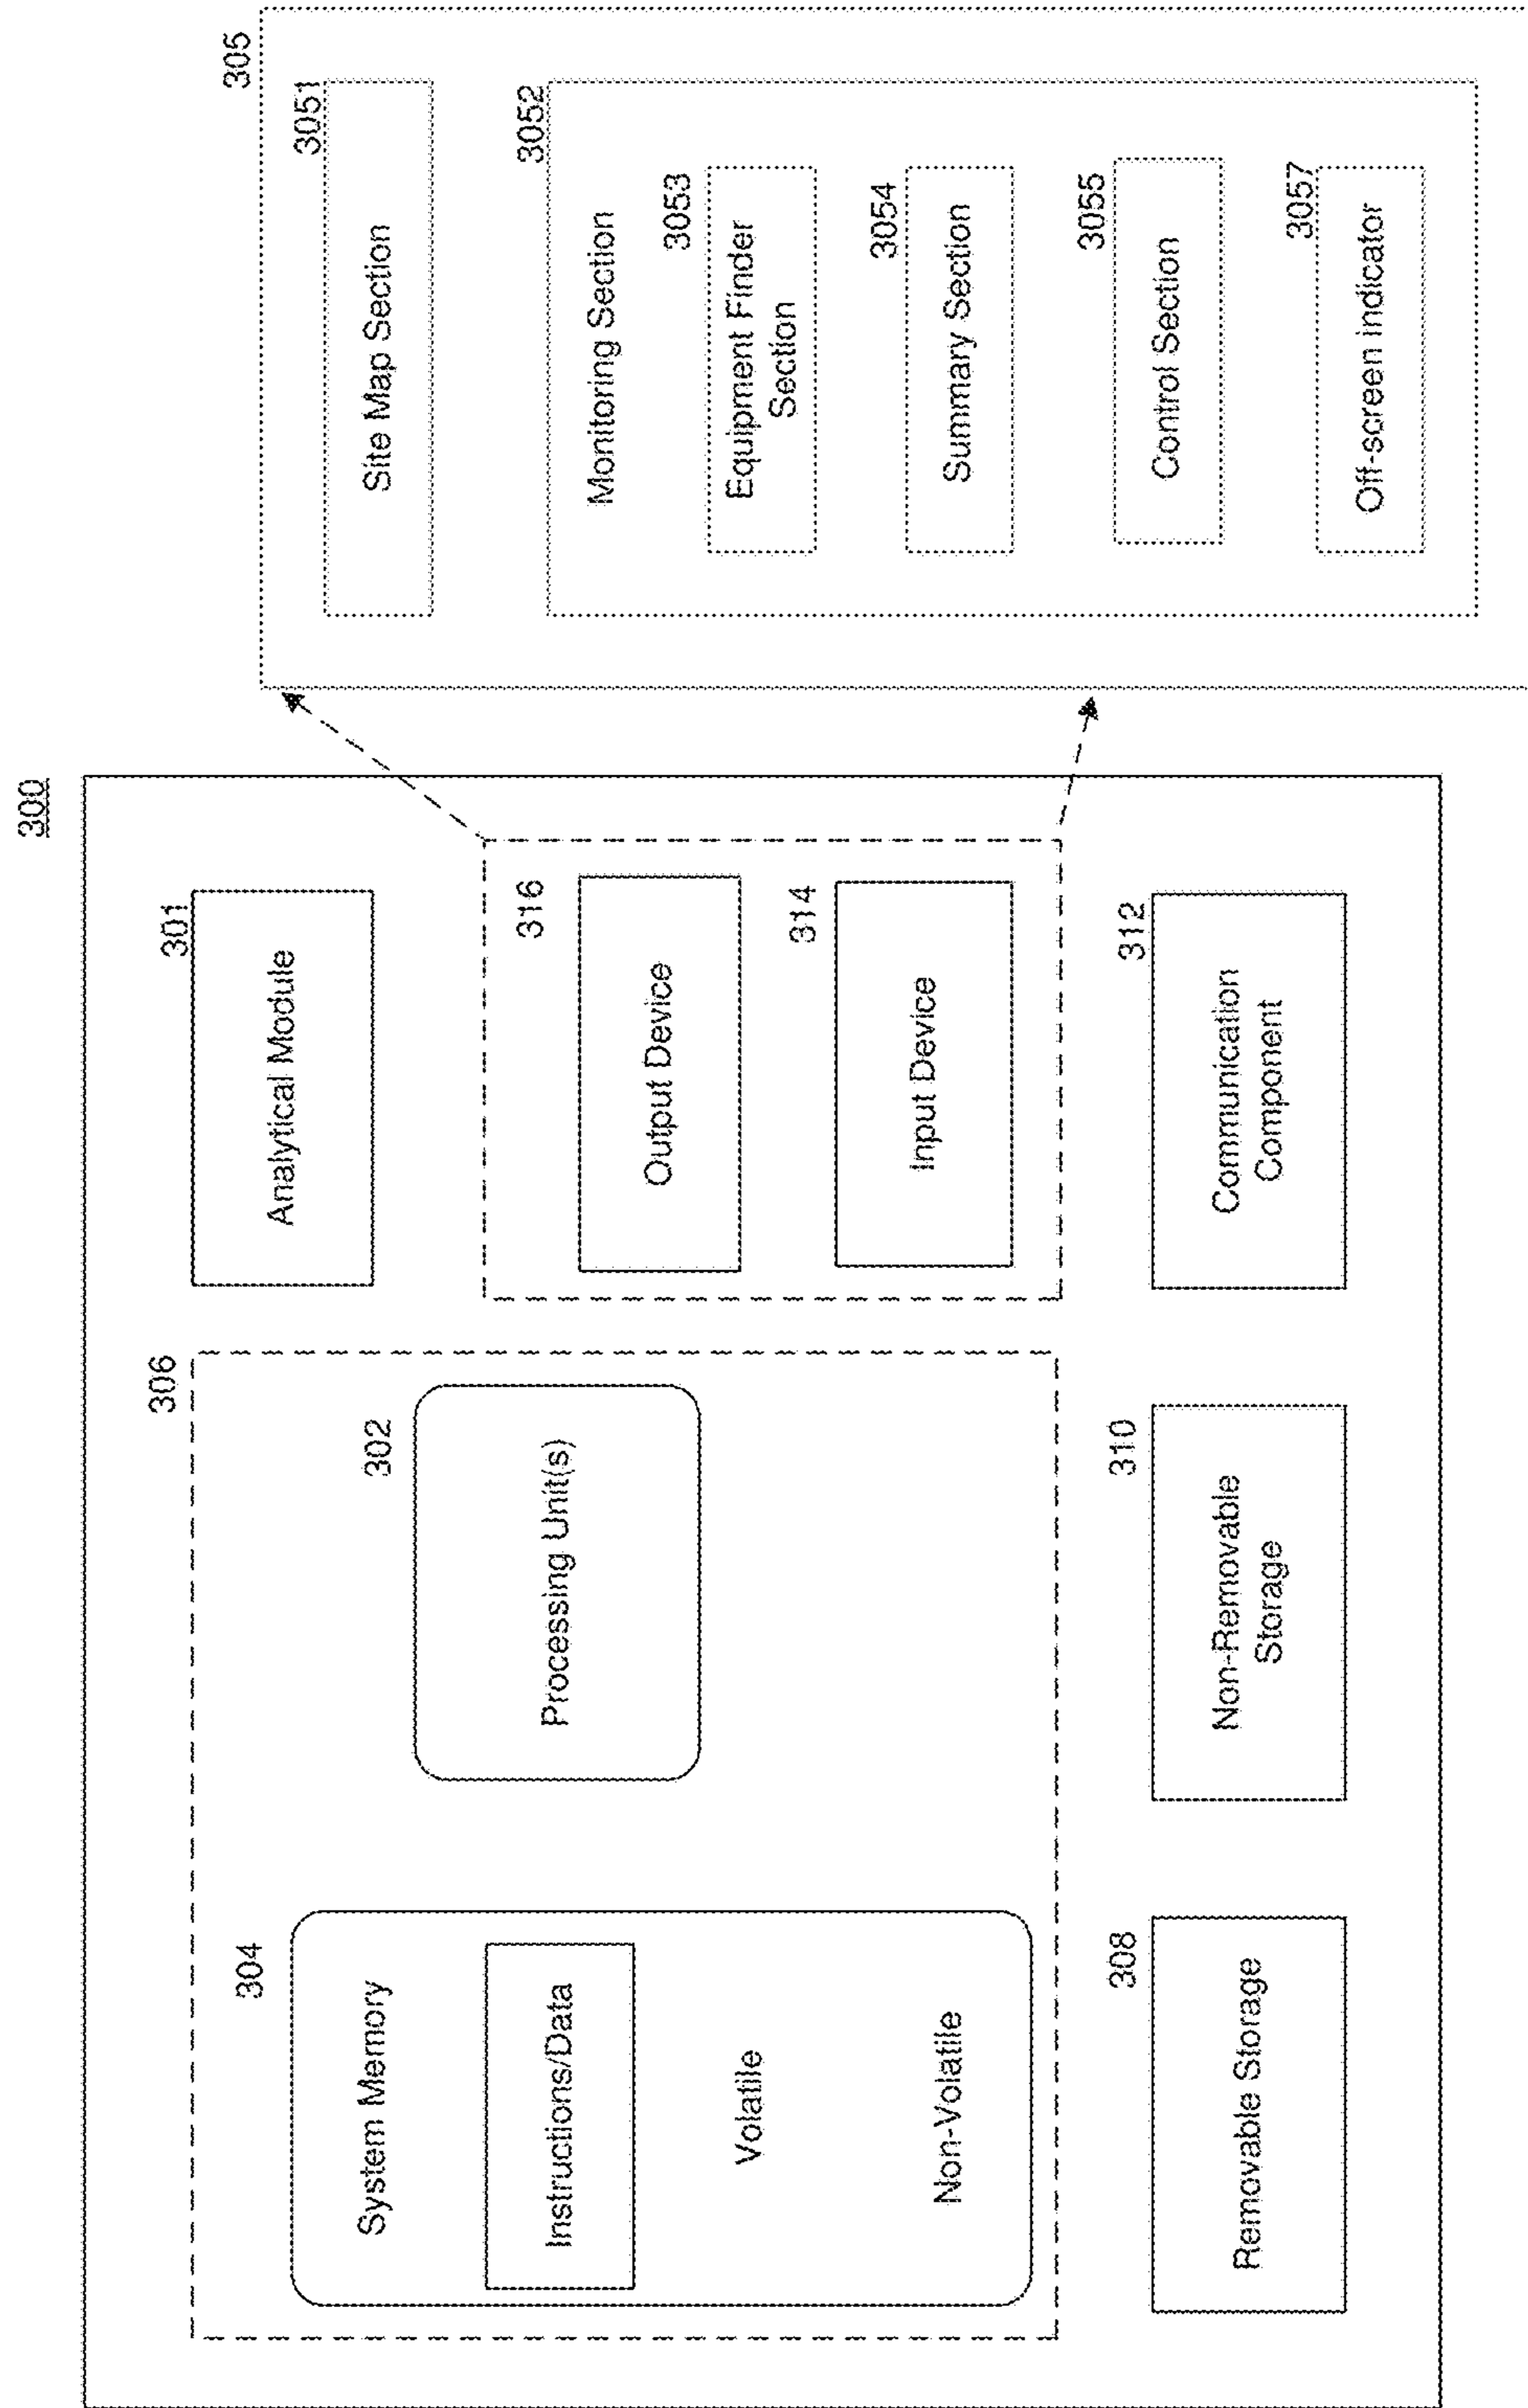 300
306
304
System Memory
Instructions/Data
Volatile
Non-Volatile
302
Processing Unit(s)
301
Analytical Module
316
Output Device
314
Input Device
308
Removable Storage
310
Non-Removable
Storage
312
Communication
Component
305
3051
Site Map Section
3052
Monitoring Section
3053
Equipment Finder
Section
3054
Summary Section
3055
Control Section
3057
Off-screen indicator